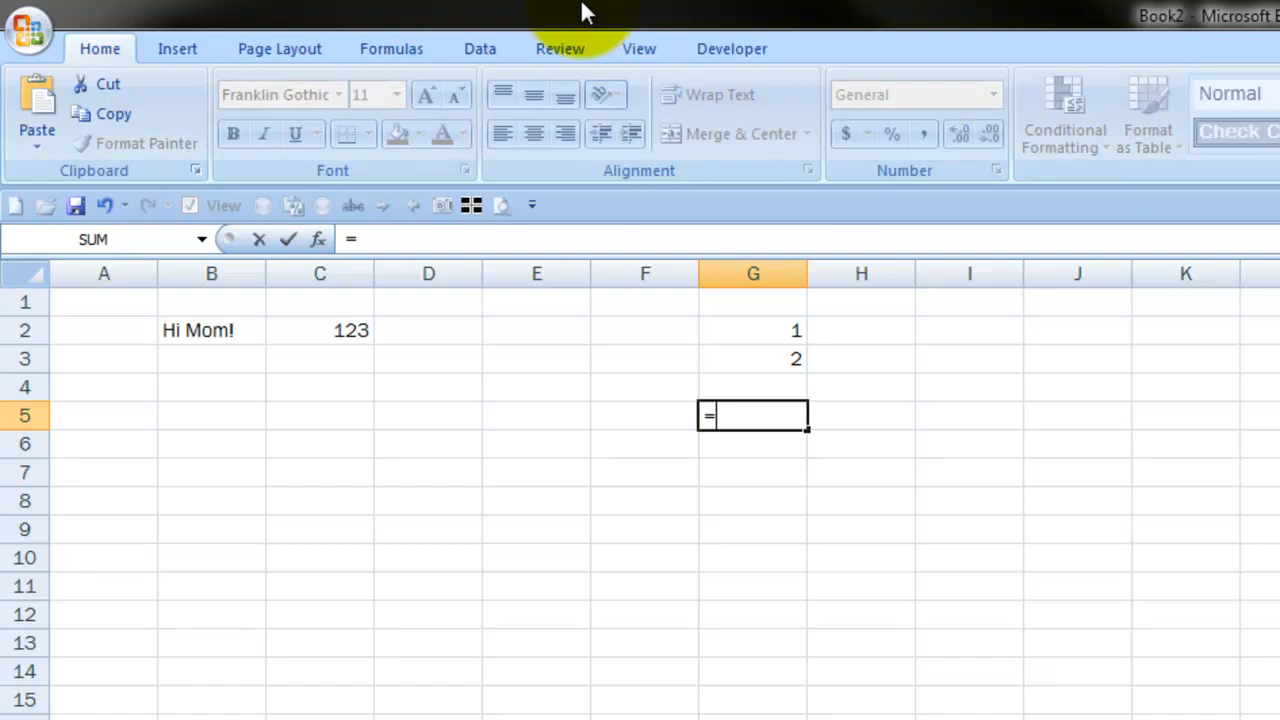 Book2 - Microsoft E
Home Insert Page Layout Formulas Data Review View Developer
Paste Cut Franklin Gothic 11 Wrap Text General Conditional Formatting Format as Table Normal
Copy
Format Painter B I U Merge & Center $ % , Check C
Clipboard Font Alignment Number
View abc
SUM fx =
A B C D E F G H I J K
1
2 Hi Mom! 123 1
3 2
4
5 =
6
7
8
9
10
11
12
13
14
15